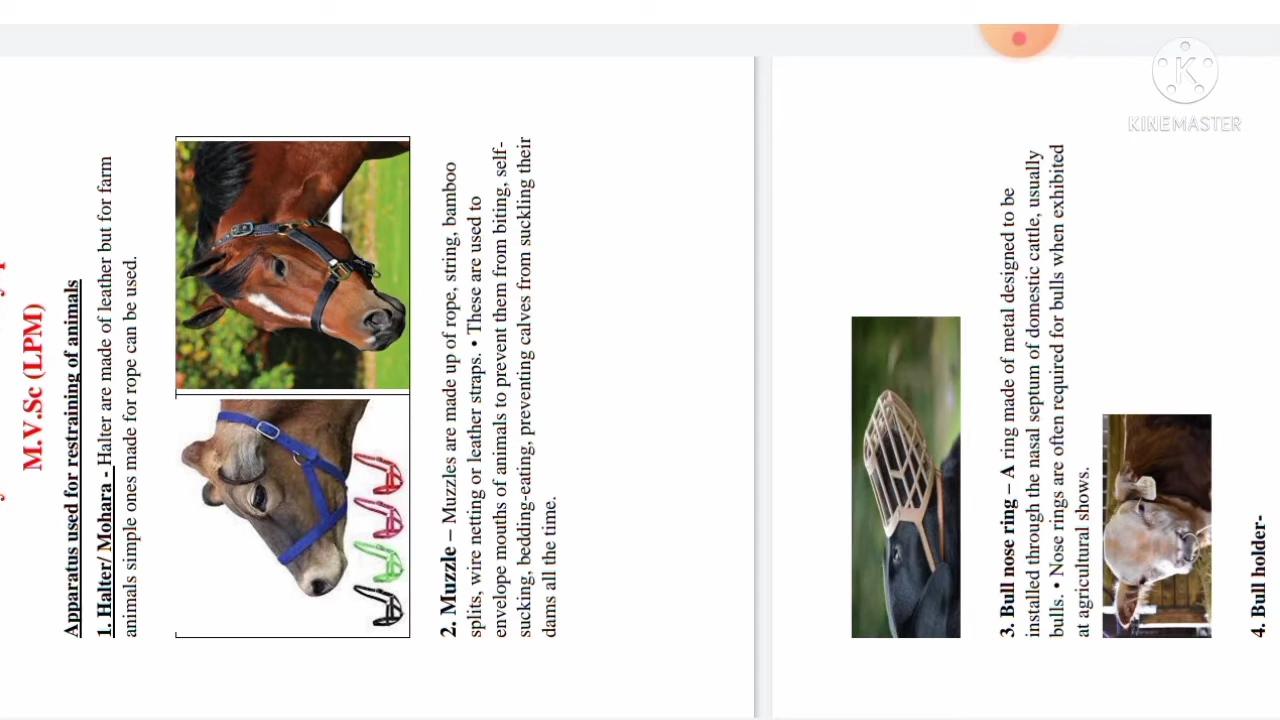 M.V.Sc (LPM)
Apparatus used for restraining of animals
1. Halter/ Mohara - Halter are made of leather but for farm
animals simple ones made for rope can be used.
2. Muzzle – Muzzles are made up of rope, string, bamboo
splits, wire netting or leather straps. • These are used to
envelope mouths of animals to prevent them from biting, self-
sucking, bedding-eating, preventing calves from suckling their
dams all the time.
3. Bull nose ring – A ring made of metal designed to be
installed through the nasal septum of domestic cattle, usually
bulls. • Nose rings are often required for bulls when exhibited
at agricultural shows.
4. Bull holder-
KINEMASTER